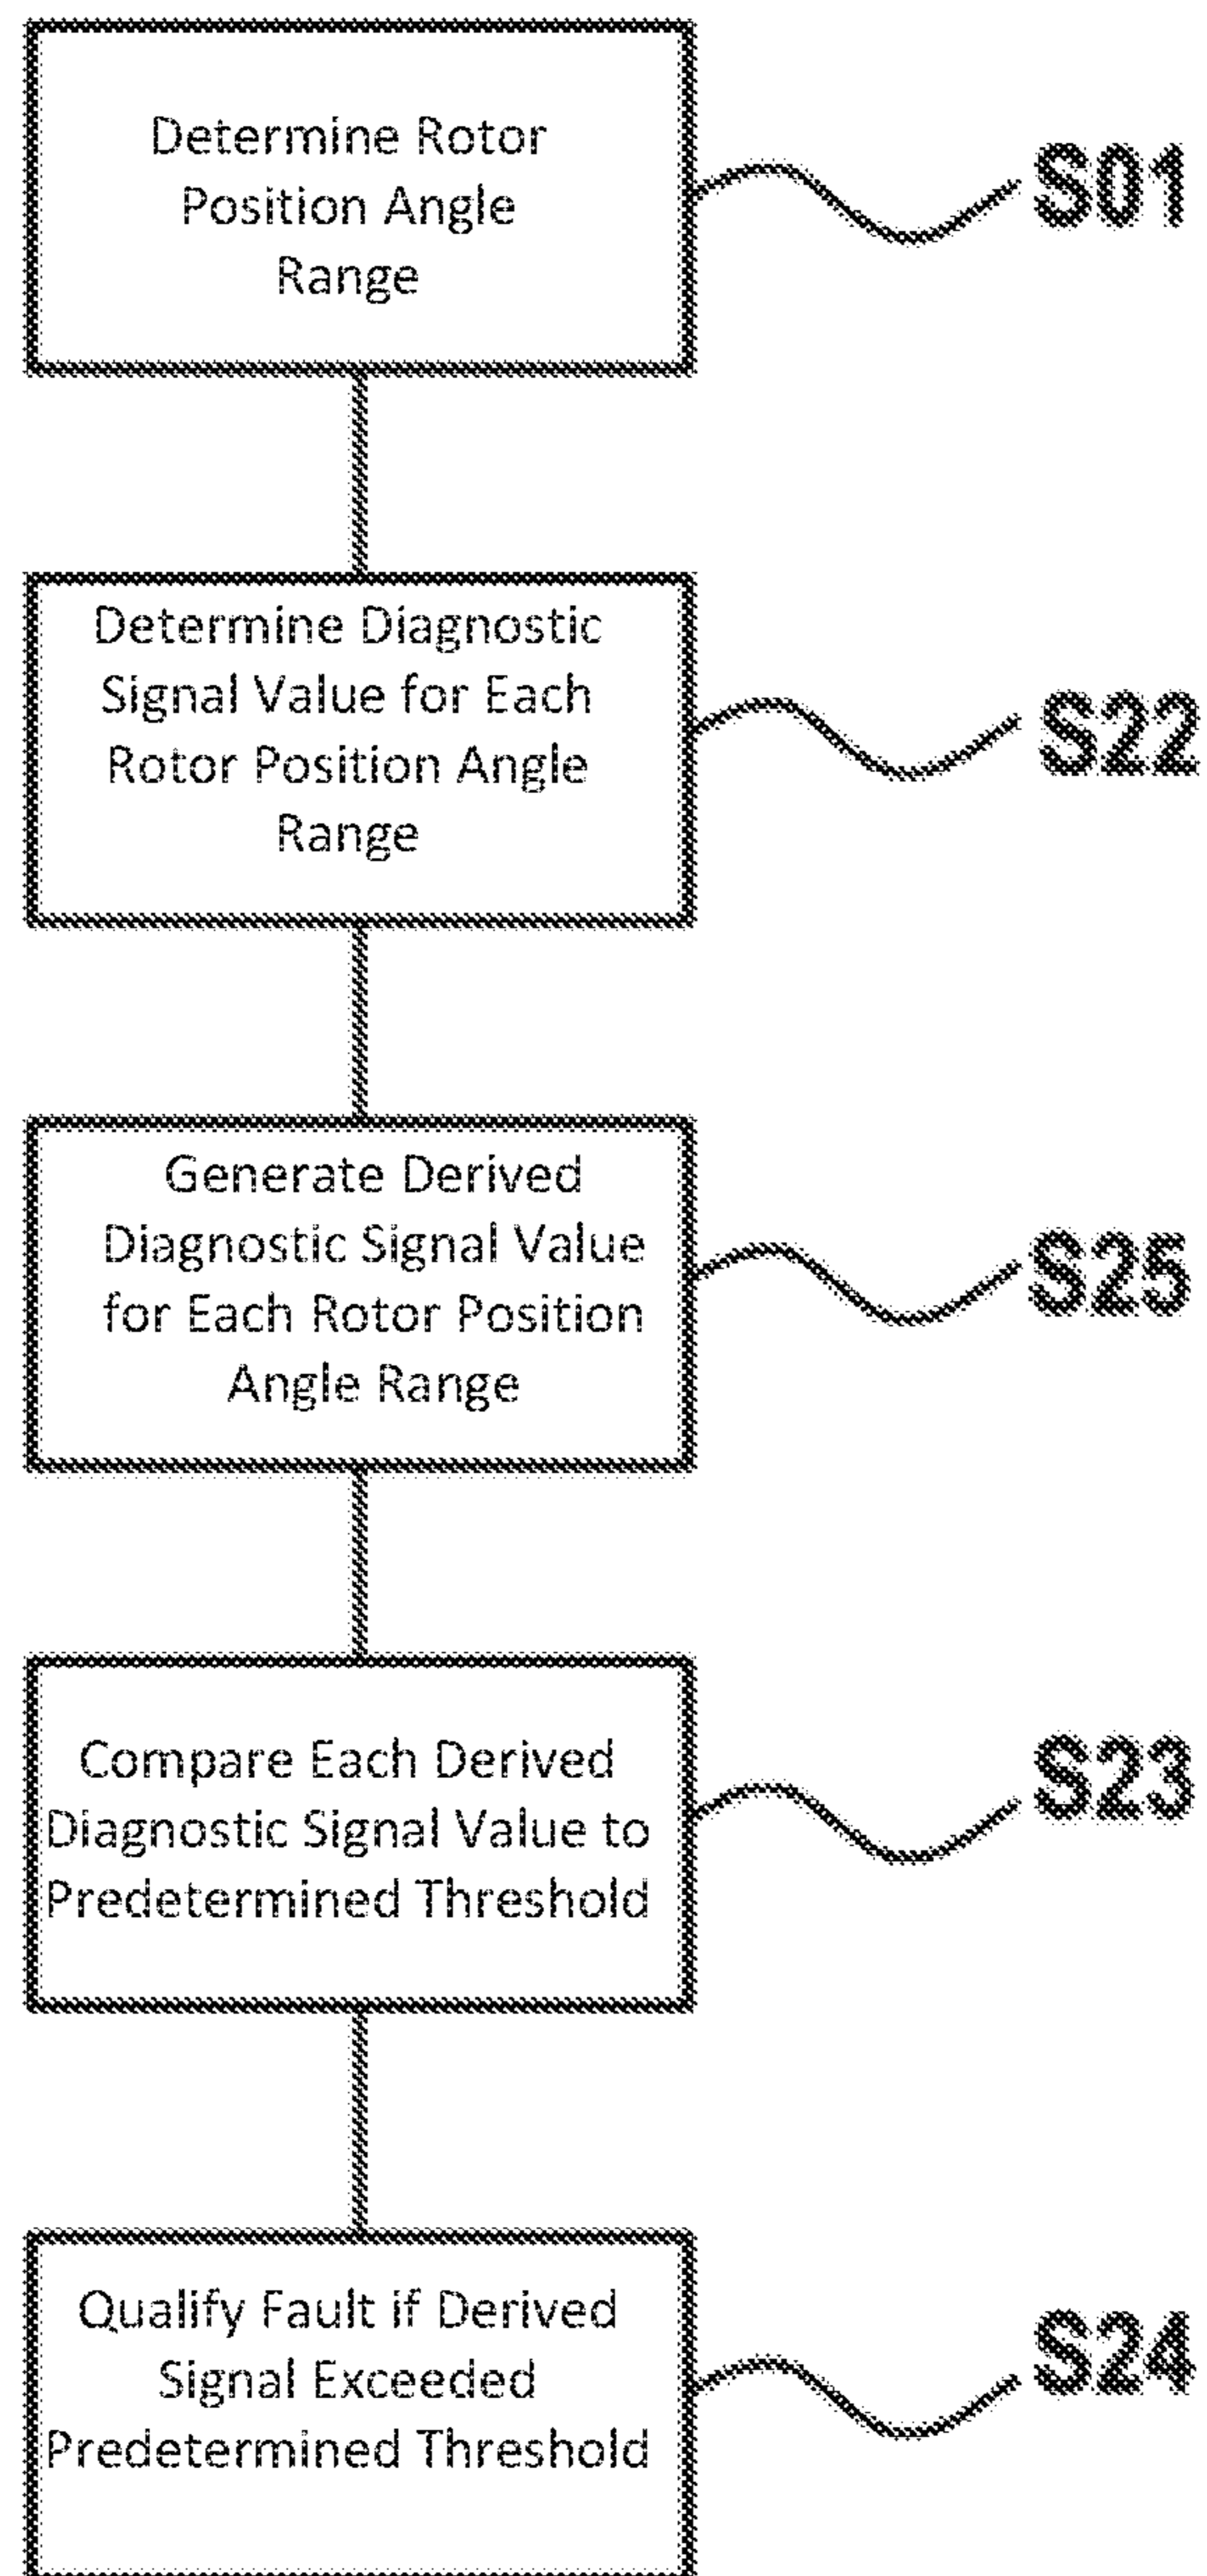 Determine Rotor
Position Angle
Range
S01
Determine Diagnostic
Signal Value for Each
Rotor Position Angle
Range
S22
Generate Derived
Diagnostic Signal Value
for Each Rotor Position
Angle Range
S25
Compare Each Derived
Diagnostic Signal Value to
Predetermined Threshold
S23
Qualify Fault if Derived
Signal Exceeded
Predetermined Threshold
S24